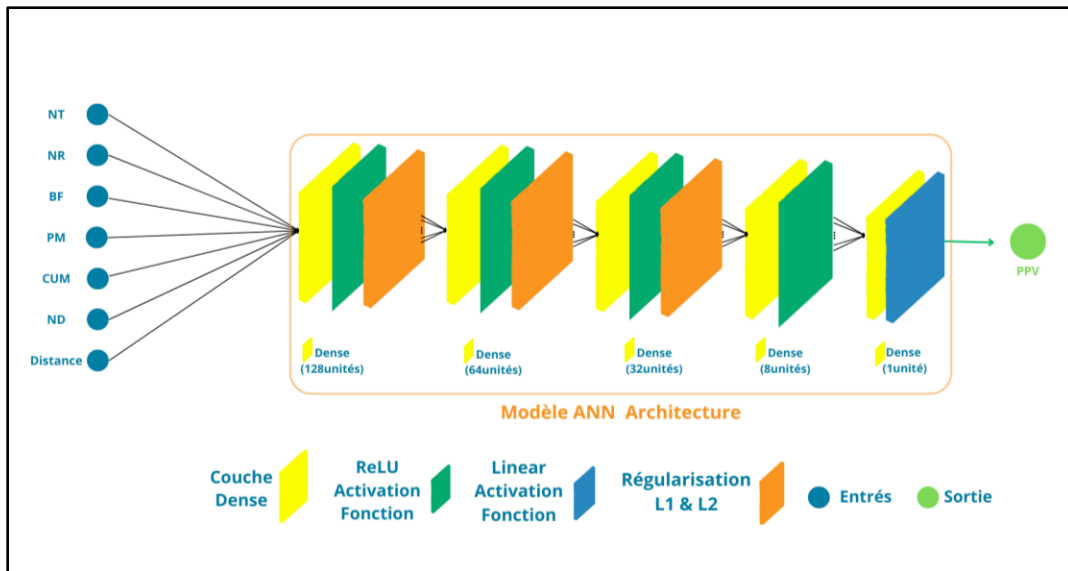 NT
NR
BF
PM
CUM
ND
Distance
PPV
Dense
(128unités)
Dense
(64unités)
Dense
(32unités)
Dense
(8unités)
Dense
(1unité)
Modèle ANN Architecture
Couche
Dense
ReLU
Activation
Fonction
Linear
Activation
Fonction
Régularisation
L1 & L2
Entrés
Sortie